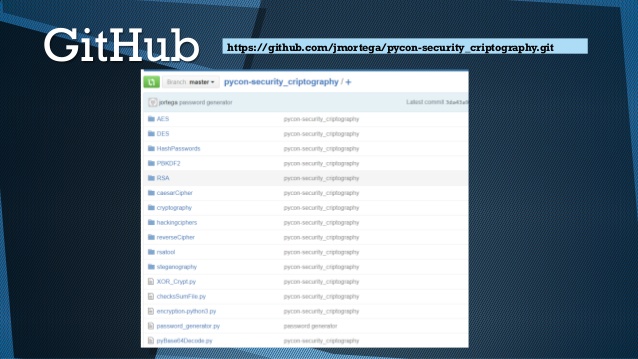 GitHub
https://github.com/jmortega/pycon-security_criptography.git
Branch: master pycon-security_criptography / +
jortega password generator Latest commit
AES pycon-security_criptography
DES pycon-security_criptography
HashPasswords pycon-security_criptography
PBKDF2 pycon-security_criptography
RSA pycon-security_criptography
caesarCipher pycon-security_criptography
cryptography pycon-security_criptography
hackingciphers pycon-security_criptography
reverseCipher pycon-security_criptography
rsatool pycon-security_criptography
steganography pycon-security_criptography
XOR_Crypt.py pycon-security_criptography
checksSumFile.py pycon-security_criptography
encryption.python3.py pycon-security_criptography
password_generator.py password generator
pyBase64Decode.py pycon-security_criptography